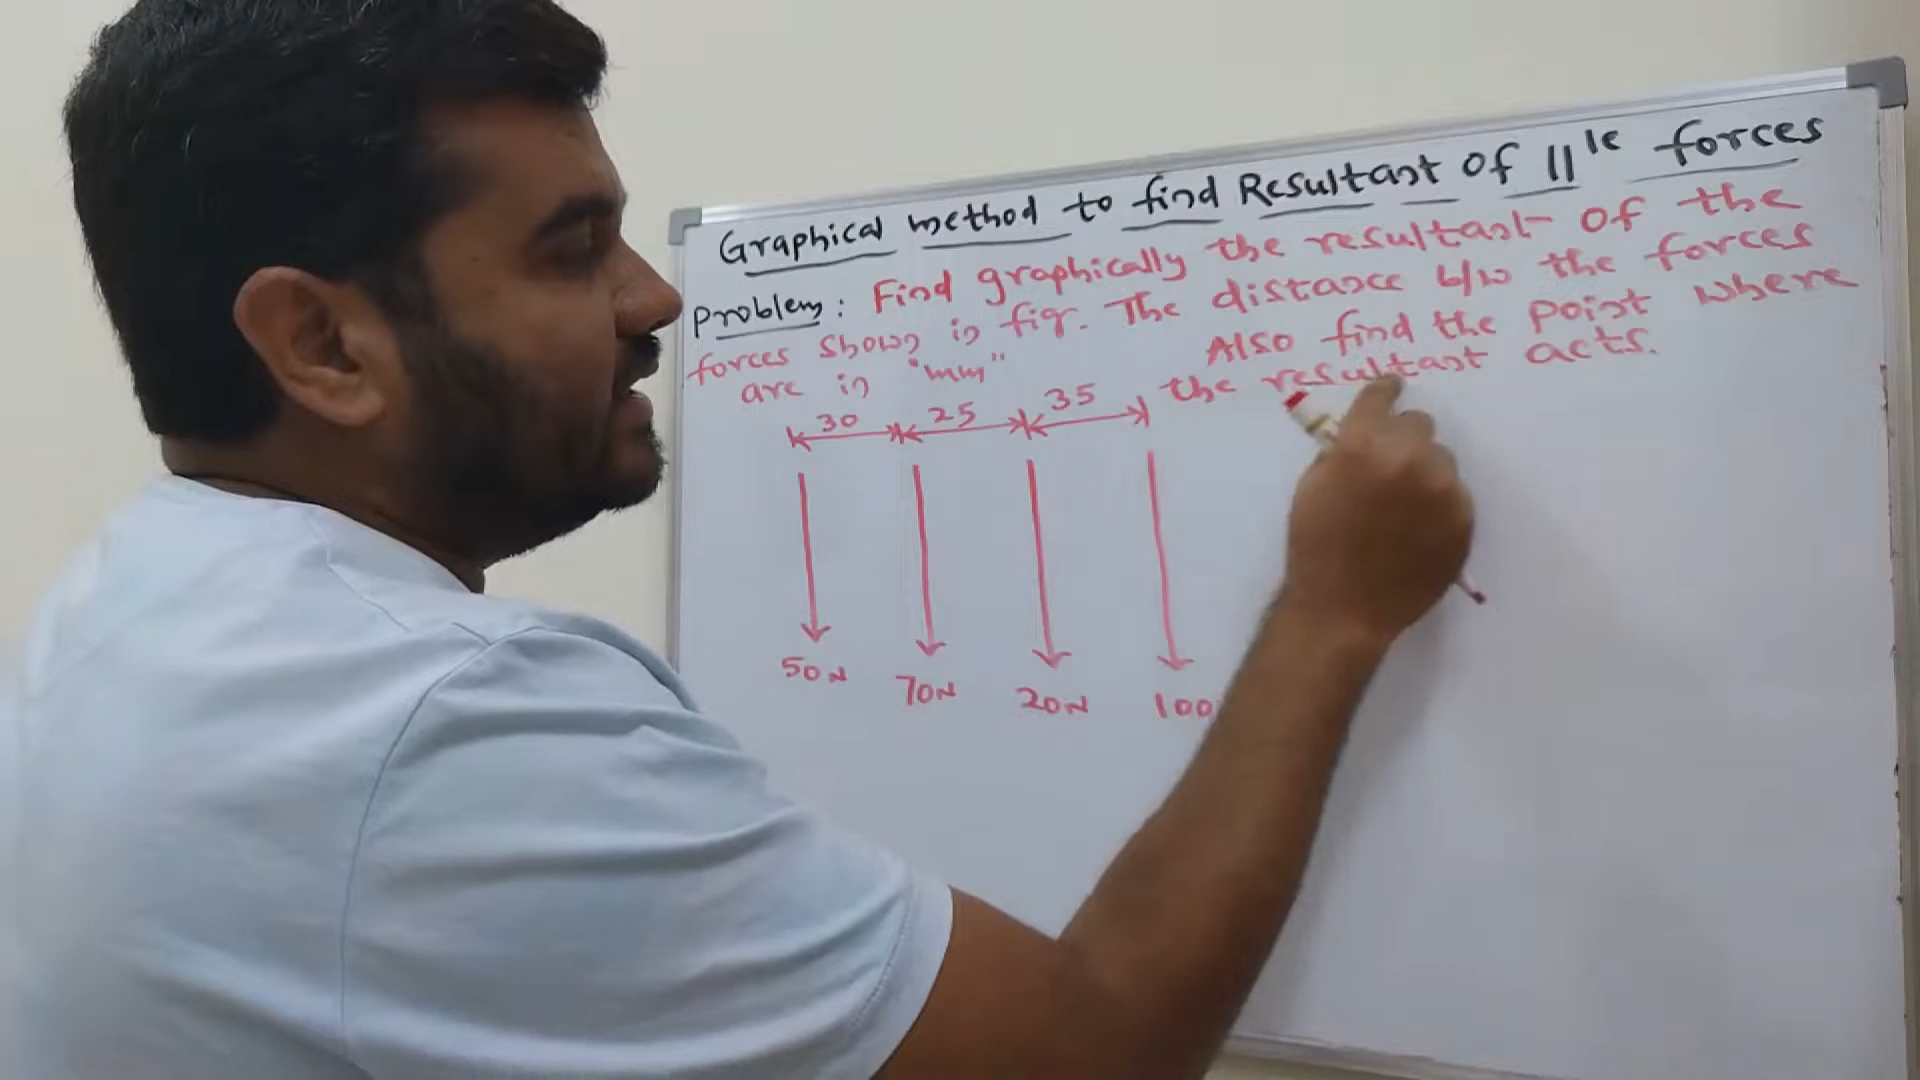 Graphical method to find Resultant of ||le forces
Problem: Find graphically the resultant of the
forces shown in fig. The distance b/w the forces
are in "mm"
Also find the point where
the resultant acts.
30 25 35
50N 70N 20N 100